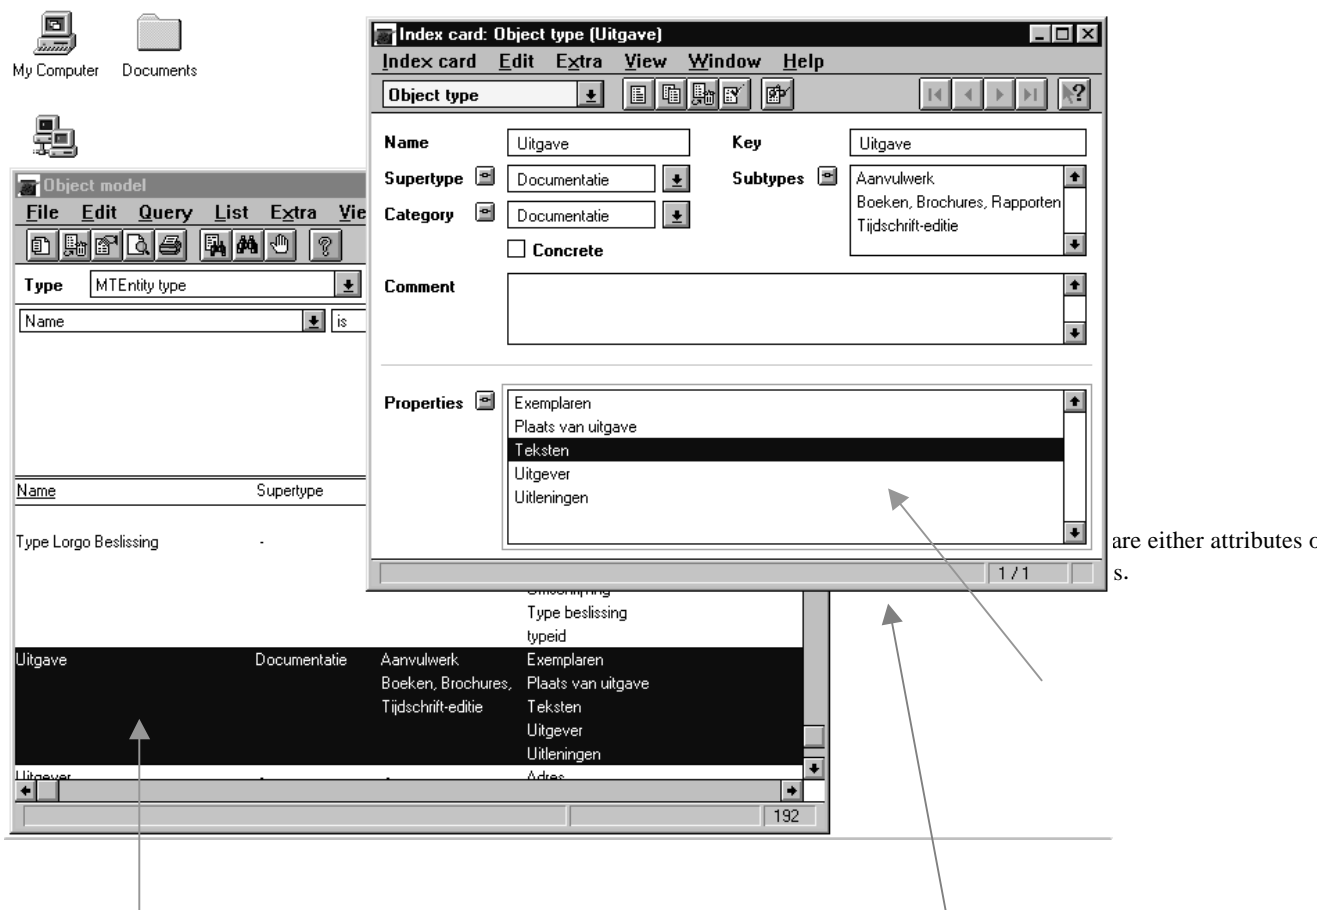 My Computer
Documents
Index card: Object type (Uitgave)
Index card Edit Extra View Window Help
Object type
Name Uitgave Key Uitgave
Supertype Documentatie Subtypes Aanvulwerk
Boeken, Brochures, Rapporten
Tijdschrift-editie
Category Documentatie
Concrete
Comment
Properties Exemplaren
Plaats van uitgave
Teksten
Uitgever
Uitleningen
1 / 1
are either attributes
s.
Object model
File Edit Query List Extra Vie
Type MTEntity type
Name is
Name Supertype
Type Lorgo Beslissing -
Omschrijving
Type beslissing
typeid
Uitgave Documentatie Aanvulwerk Exemplaren
Boeken, Brochures, Plaats van uitgave
Tijdschrift-editie Teksten
Uitgever
Uitleningen
Uitgever - - Adres
192